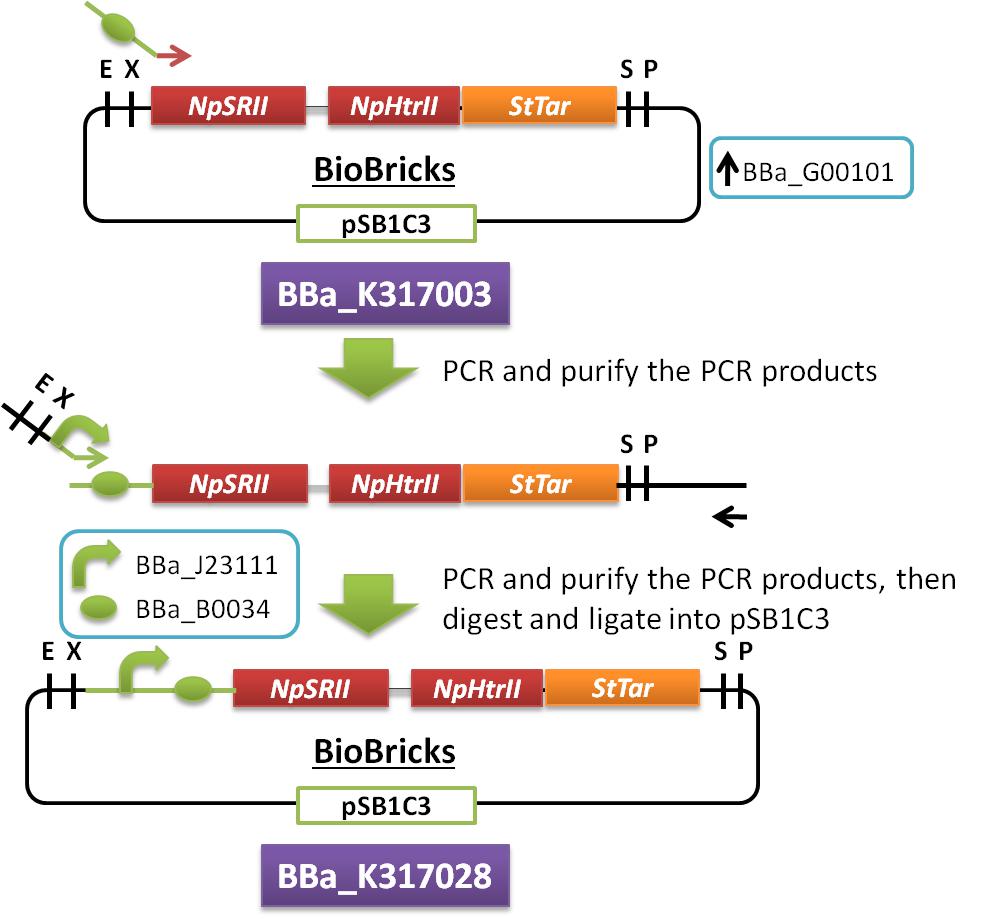 E X
S P
NpSRII
NpHtrII
StTar
BioBricks
BBa_G00101
pSB1C3
BBa_K317003
PCR and purify the PCR products
E X
S P
NpSRII
NpHtrII
StTar
BBa_J23111
BBa_B0034
PCR and purify the PCR products, then
digest and ligate into pSB1C3
E X
S P
NpSRII
NpHtrII
StTar
BioBricks
pSB1C3
BBa_K317028